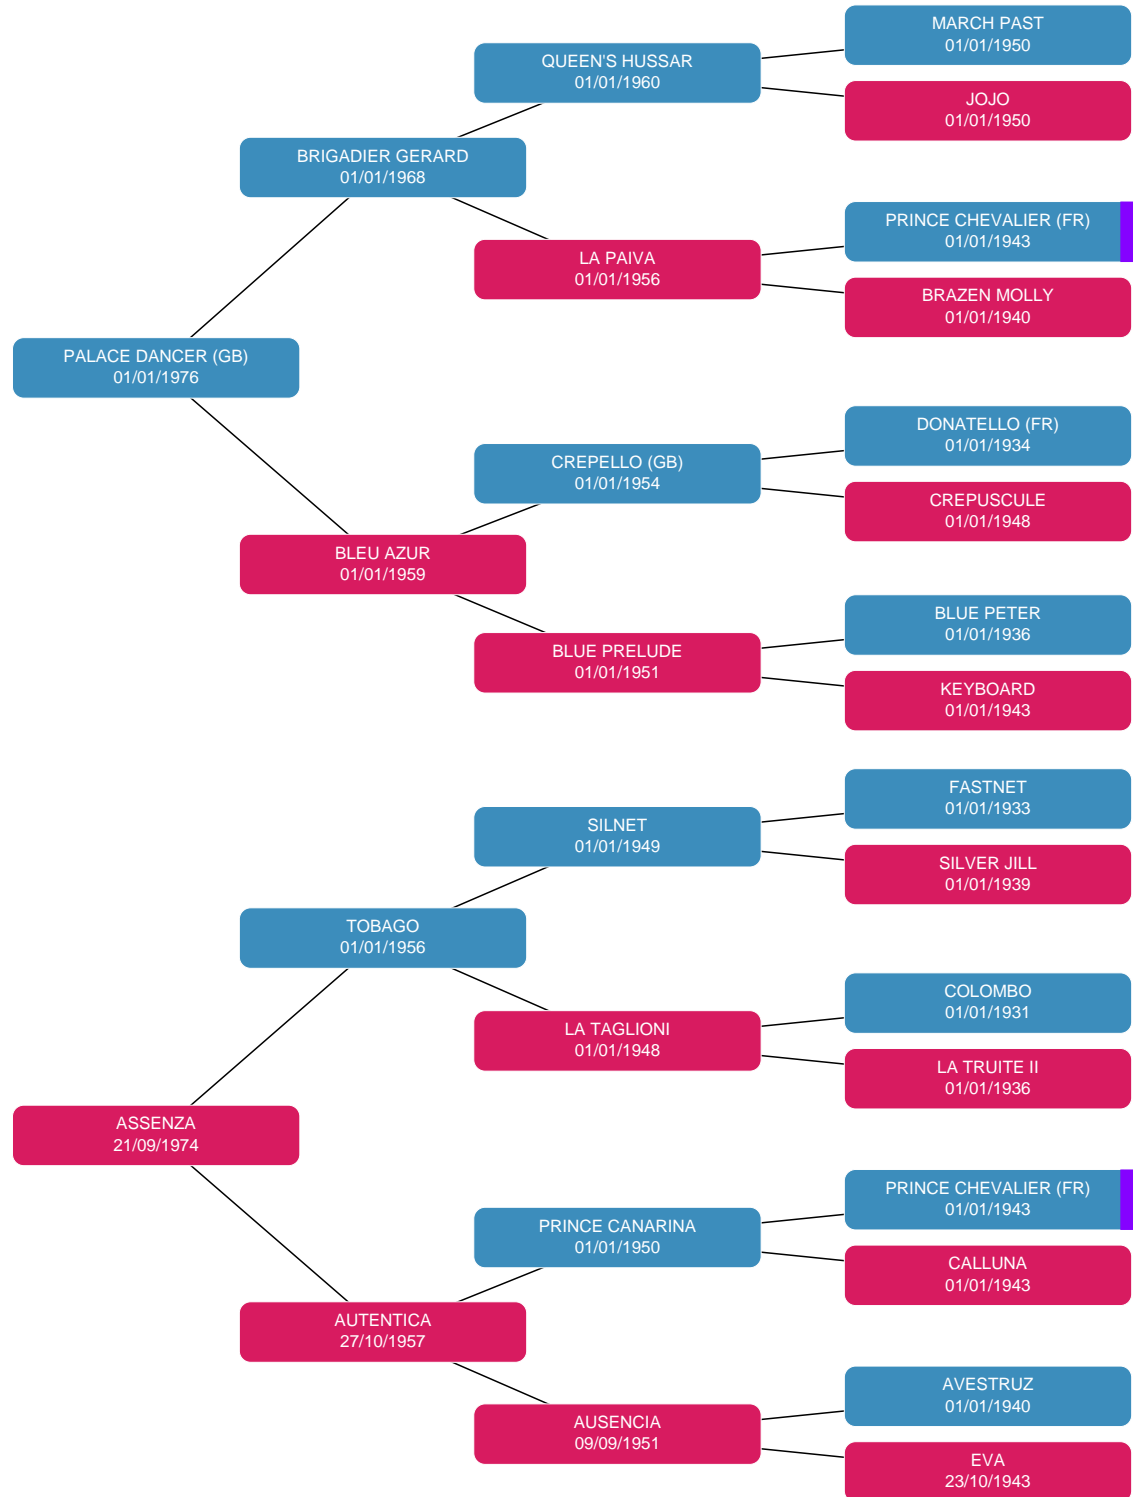 MARCH PAST
01/01/1950
QUEEN'S HUSSAR
01/01/1960
JOJO
01/01/1950
BRIGADIER GERARD
01/01/1968
PRINCE CHEVALIER (FR)
01/01/1943
LA PAIVA
01/01/1956
BRAZEN MOLLY
01/01/1940
PALACE DANCER (GB)
01/01/1976
DONATELLO (FR)
01/01/1934
CREPELLO (GB)
01/01/1954
CREPUSCULE
01/01/1948
BLEU AZUR
01/01/1959
BLUE PETER
01/01/1936
BLUE PRELUDE
01/01/1951
KEYBOARD
01/01/1943
FASTNET
01/01/1933
SILNET
01/01/1949
SILVER JILL
01/01/1939
TOBAGO
01/01/1956
COLOMBO
01/01/1931
LA TAGLIONI
01/01/1948
LA TRUITE II
01/01/1936
ASSENZA
21/09/1974
PRINCE CHEVALIER (FR)
01/01/1943
PRINCE CANARINA
01/01/1950
CALLUNA
01/01/1943
AUTENTICA
27/10/1957
AVESTRUZ
01/01/1940
AUSENCIA
09/09/1951
EVA
23/10/1943